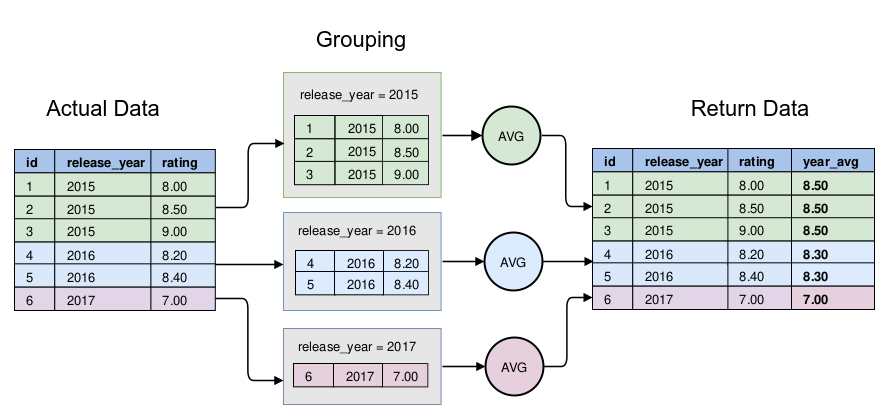 Grouping
Actual Data
Return Data
id release_year rating
1 2015 8.00
2 2015 8.50
3 2015 9.00
4 2016 8.20
5 2016 8.40
6 2017 7.00
release_year = 2015
1 2015 8.00
2 2015 8.50
3 2015 9.00
AVG
release_year = 2016
4 2016 8.20
5 2016 8.40
AVG
release_year = 2017
6 2017 7.00
AVG
id release_year rating year_avg
1 2015 8.00 8.50
2 2015 8.50 8.50
3 2015 9.00 8.50
4 2016 8.20 8.30
5 2016 8.40 8.30
6 2017 7.00 7.00